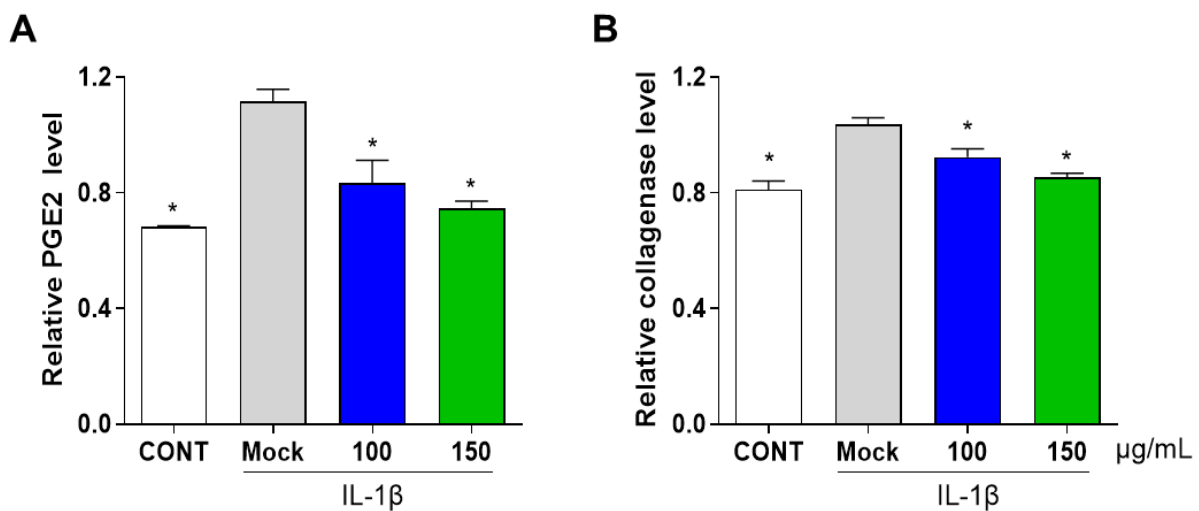 A
Relative PGE2 level
1.2
0.8
0.4
0.0
*
*
*
CONT
Mock
100
150
IL-1β
B
Relative collagenase level
1.2
0.8
0.4
0.0
*
*
*
CONT
Mock
100
150
µg/mL
IL-1β